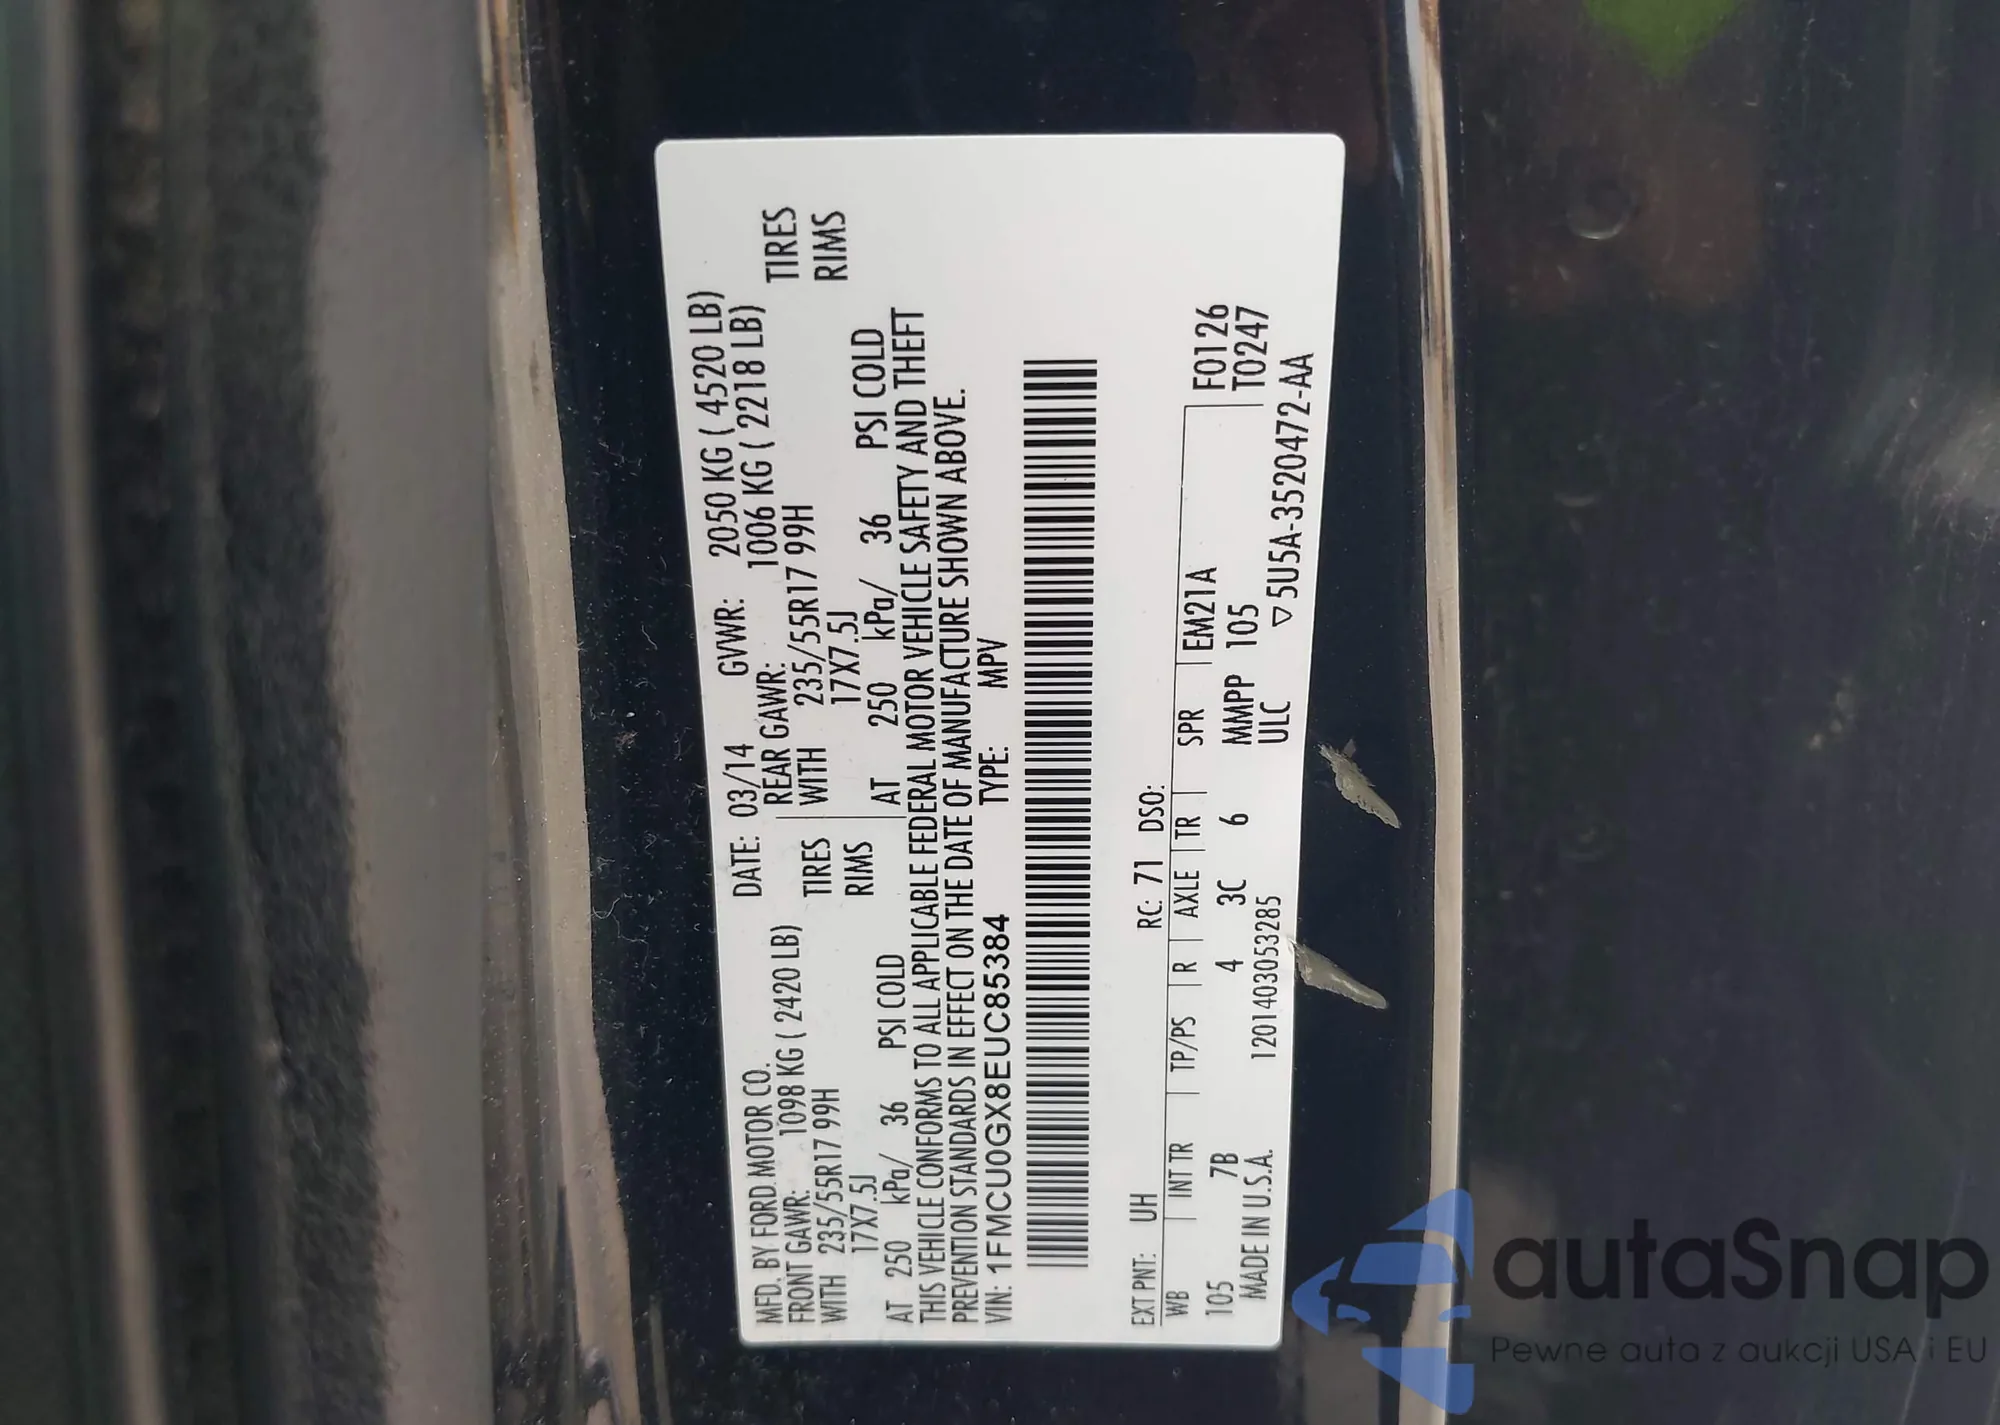 MFD. BY FORD MOTOR CO. DATE: 03/14 GVWR: 2050 KG ( 4520 LB)
FRONT GAWR: 1098 KG ( 2420 LB) REAR GAWR: 1006 KG ( 2218 LB)
WITH 235/55R17 99H TIRES WITH 235/55R17 99H TIRES
17X7.5J RIMS 17X7.5J RIMS
AT 250 kPa/ 36 PSI COLD AT 250 kPa/ 36 PSI COLD
THIS VEHICLE CONFORMS TO ALL APPLICABLE FEDERAL MOTOR VEHICLE SAFETY AND THEFT
PREVENTION STANDARDS IN EFFECT ON THE DATE OF MANUFACTURE SHOWN ABOVE.
VIN: 1FMCU0GX8EUC85384 TYPE: MPV
EXT PNT: UH RC: 71 DSO:
WB INT TR TP/PS R AXLE TR SPR EM21A F0126
105 7B 4 3C 6 MMPP 105 T0247
MADE IN U.S.A. 1201403053285 ULC ▽5U5A-3520472-AA
autaSnap
Pewne auta z aukcji USA i EU